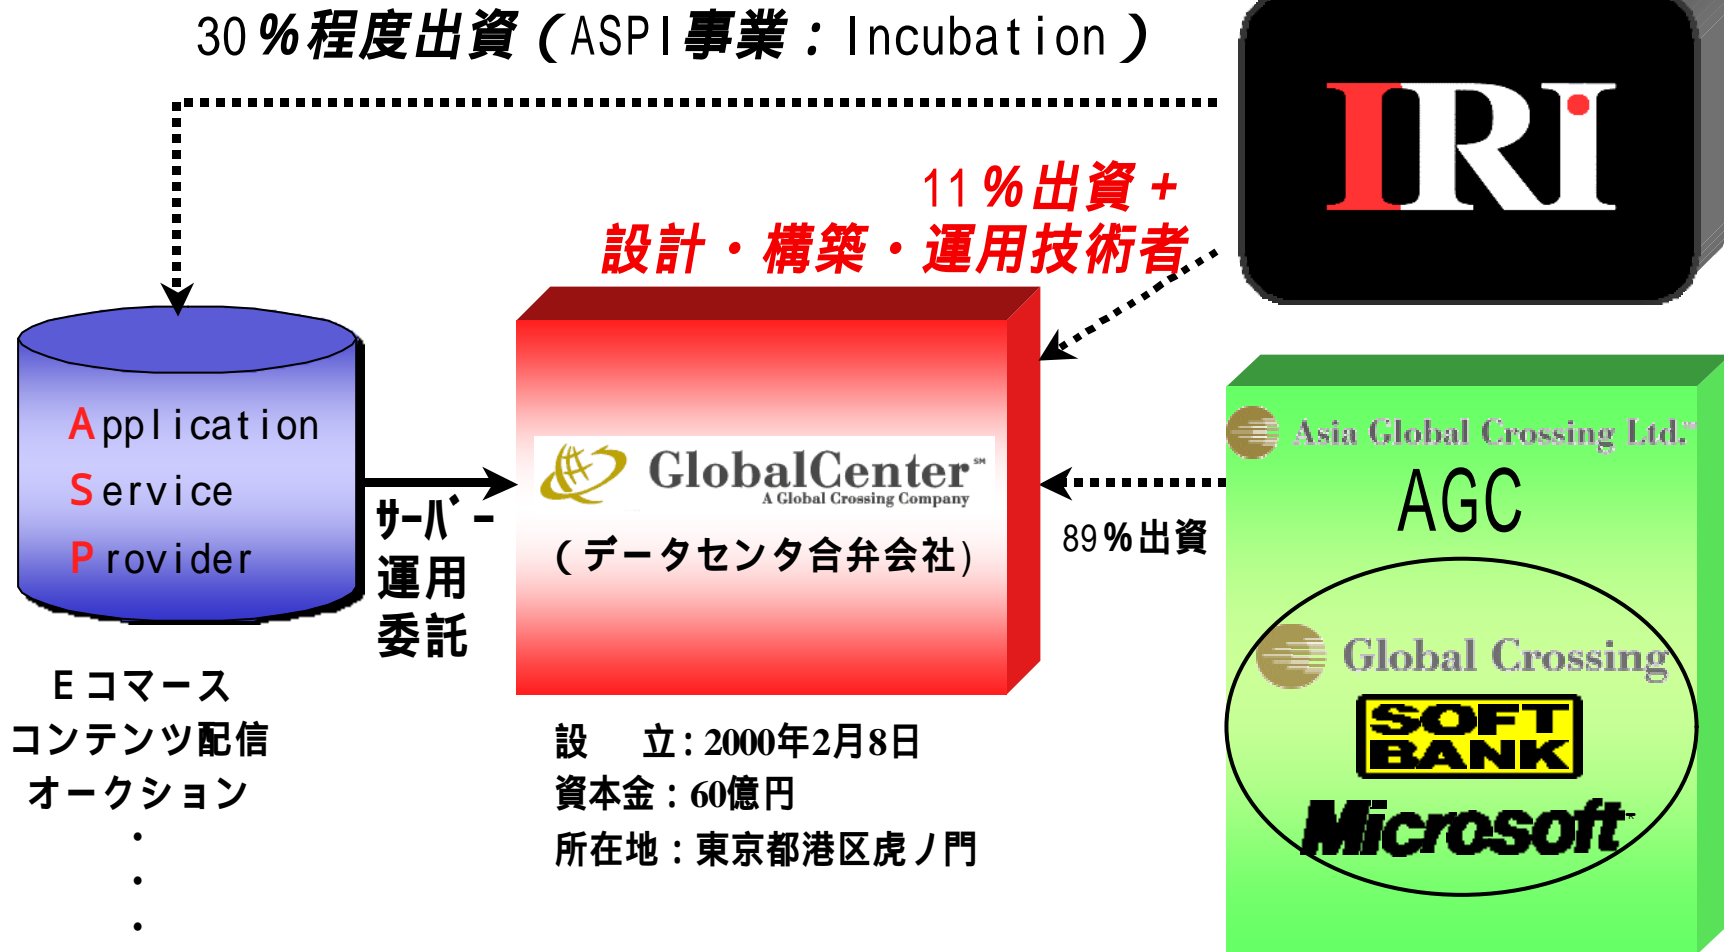 30%程度出資(ASPI事業:Incubation)
IRI
11%出資+
設計・構築・運用技術者
Application
Service
Provider
サーバー
運用
委託
GlobalCenter℠
A Global Crossing Company
(データセンタ合弁会社)
89%出資
Asia Global Crossing Ltd.
AGC
Global Crossing
SOFT
BANK
Microsoft
Eコマース
コンテンツ配信
オークション
・
・
・
設 立:2000年2月8日
資本金:60億円
所在地:東京都港区虎ノ門